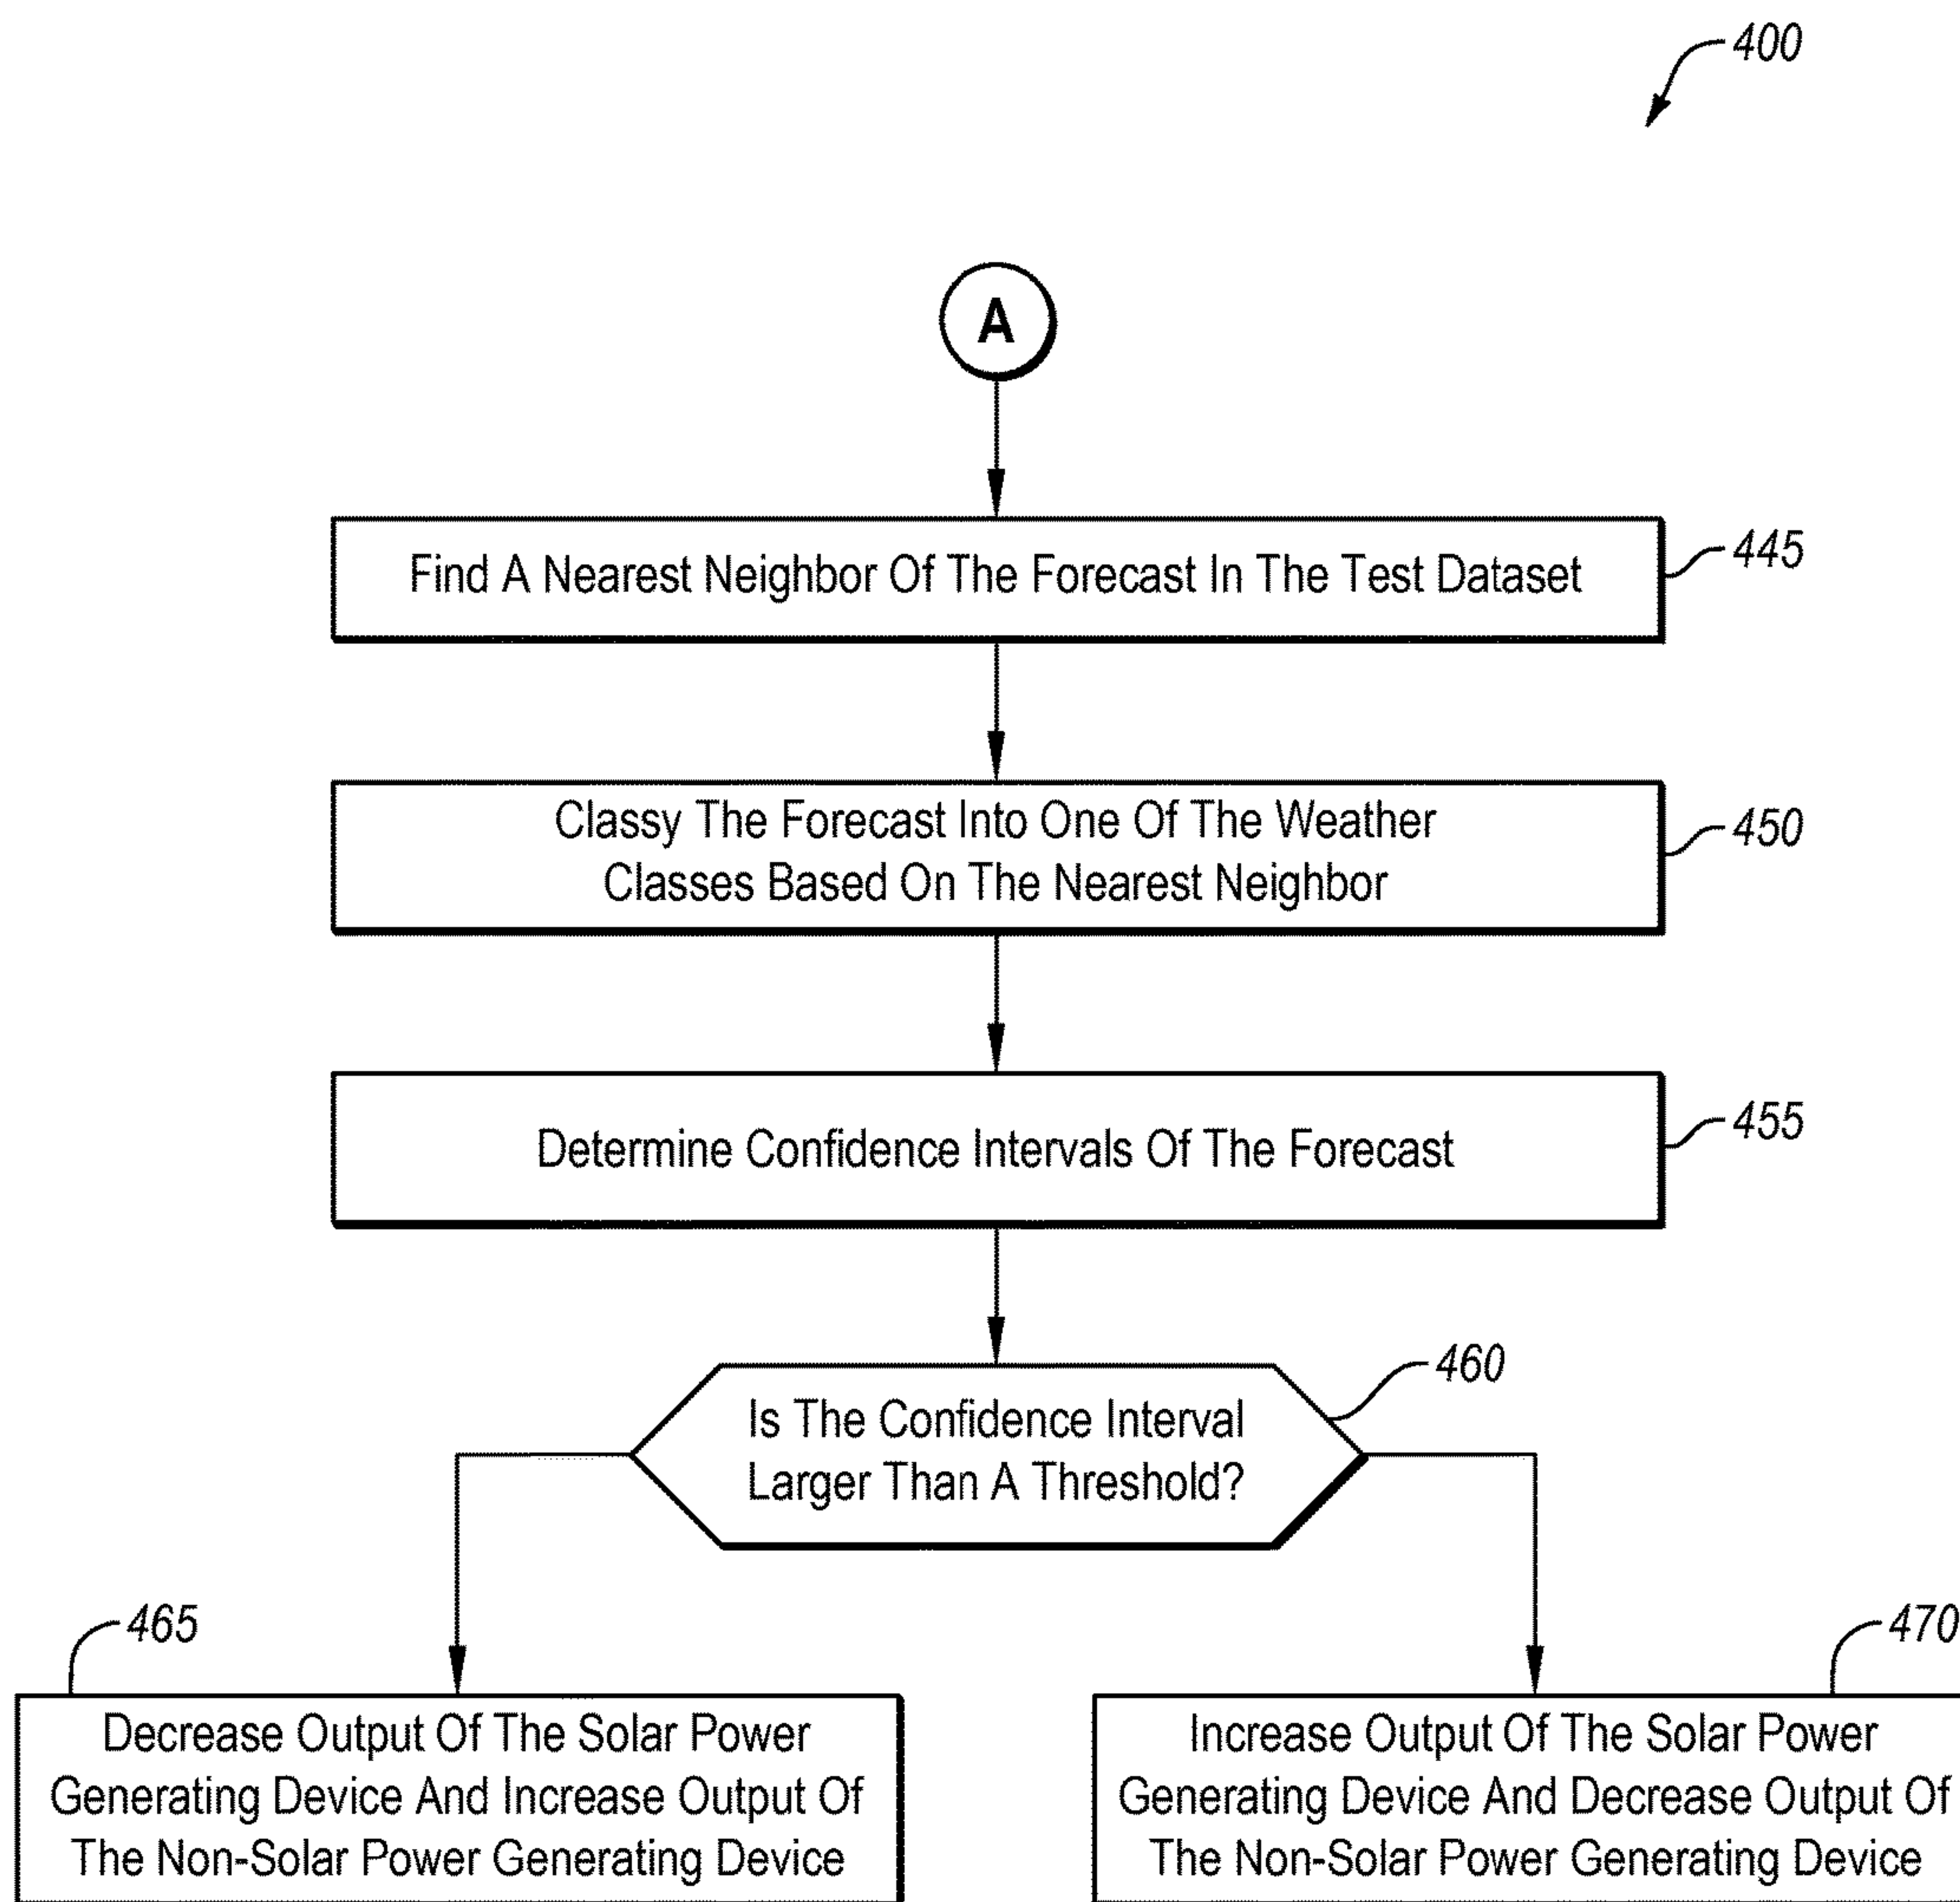 400
A
Find A Nearest Neighbor Of The Forecast In The Test Dataset
445
Classy The Forecast Into One Of The Weather
Classes Based On The Nearest Neighbor
450
Determine Confidence Intervals Of The Forecast
455
Is The Confidence Interval
Larger Than A Threshold?
460
465
Decrease Output Of The Solar Power
Generating Device And Increase Output Of
The Non-Solar Power Generating Device
470
Increase Output Of The Solar Power
Generating Device And Decrease Output Of
The Non-Solar Power Generating Device